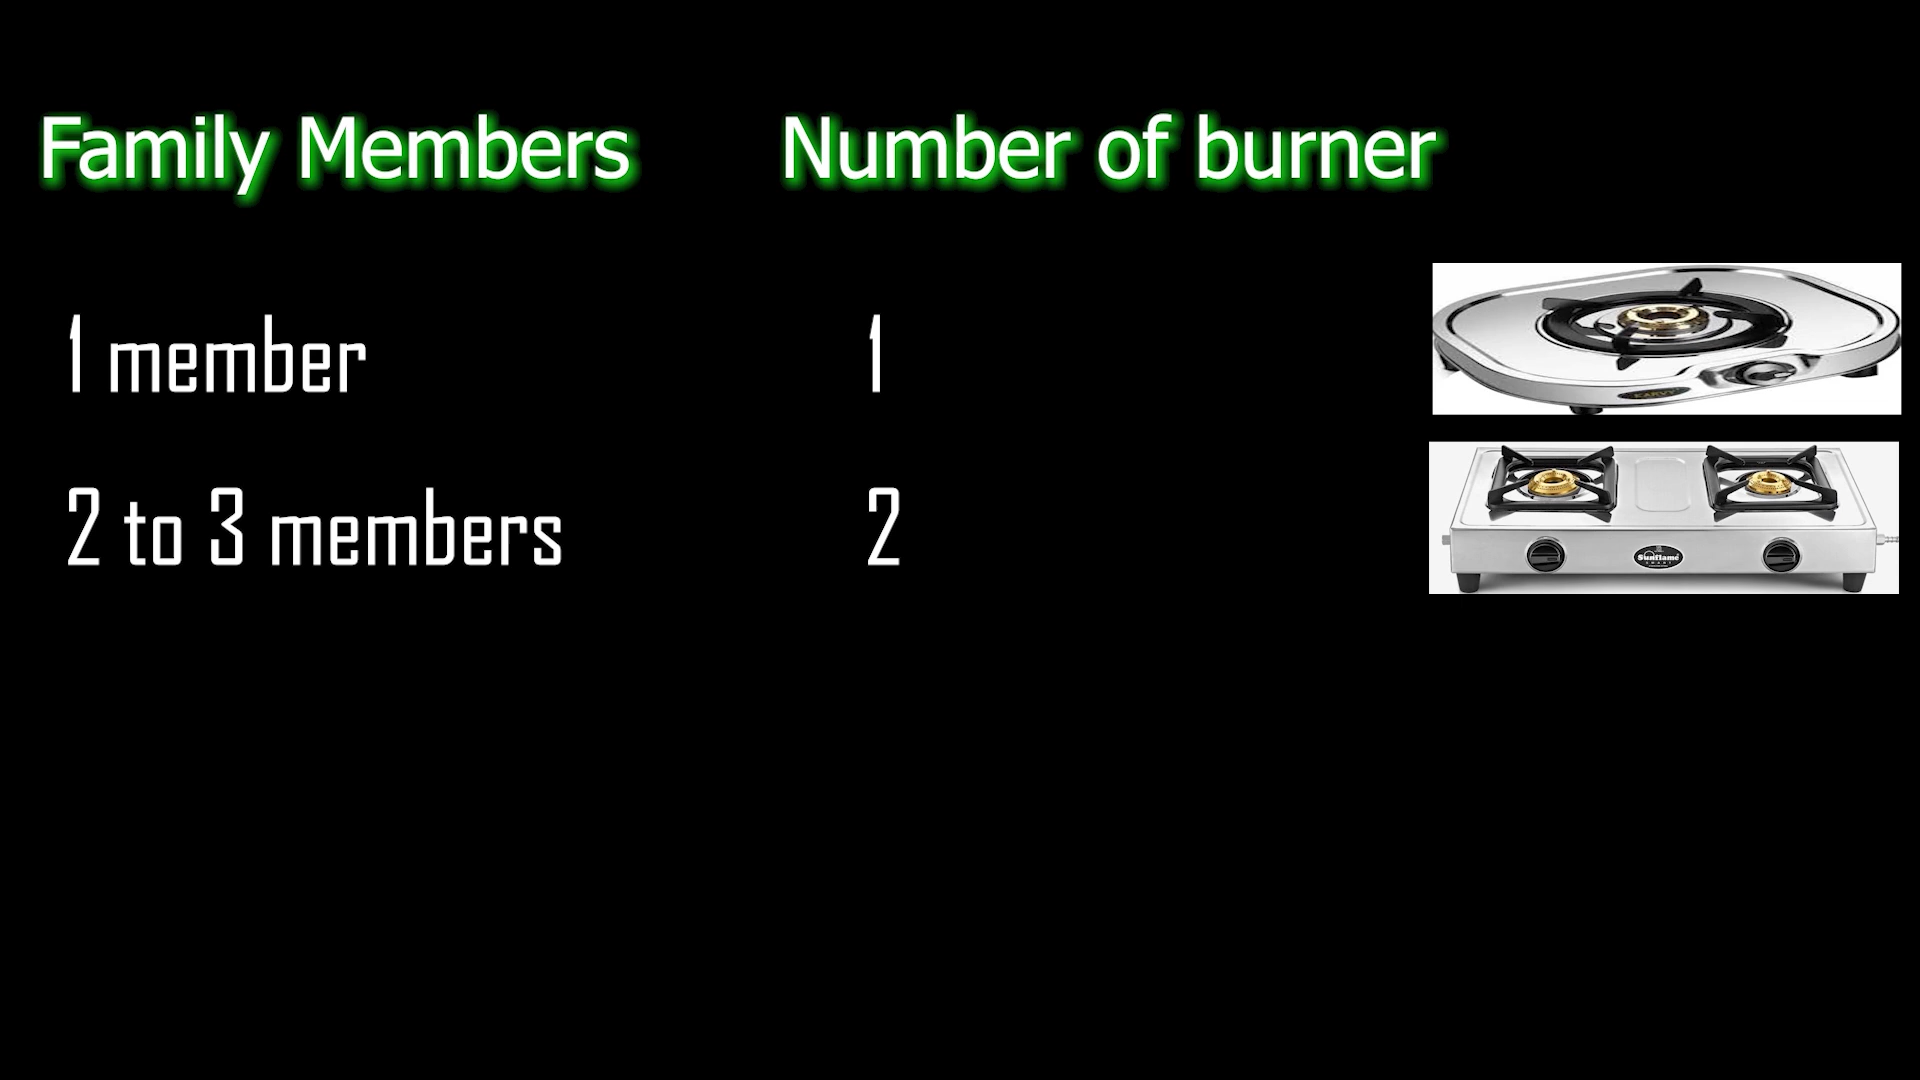 Family Members Number of burner
1 member 1
2 to 3 members 2
Sunflame